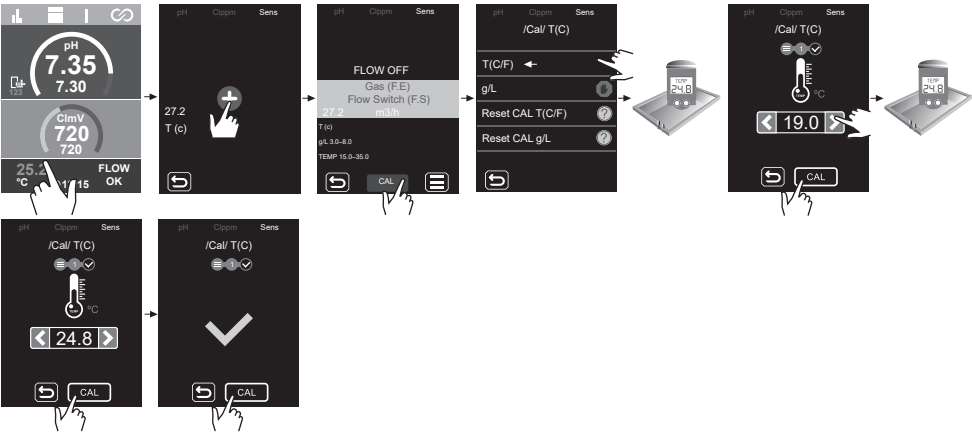 pH
7.35
7.30
123
ClmV
720
720
25.2
°C
15
FLOW
OK
pH Clppm Sens
27.2
T (c)
pH Clppm Sens
FLOW OFF
Gas (F.E)
Flow Switch (F.S)
27.2 m3/h
T (c)
g/L 3.0–8.0
TEMP 15.0–35.0
CAL
pH Clppm Sens
/Cal/ T(C)
T(C/F)
g/L
Reset CAL T(C/F) ?
Reset CAL g/L ?
TEMP
24.8
pH Clppm Sens
/Cal/ T(C)
1
°C
19.0
CAL
TEMP
24.8
pH Clppm Sens
/Cal/ T(C)
1
°C
24.8
CAL
pH Clppm Sens
/Cal/ T(C)
1
CAL